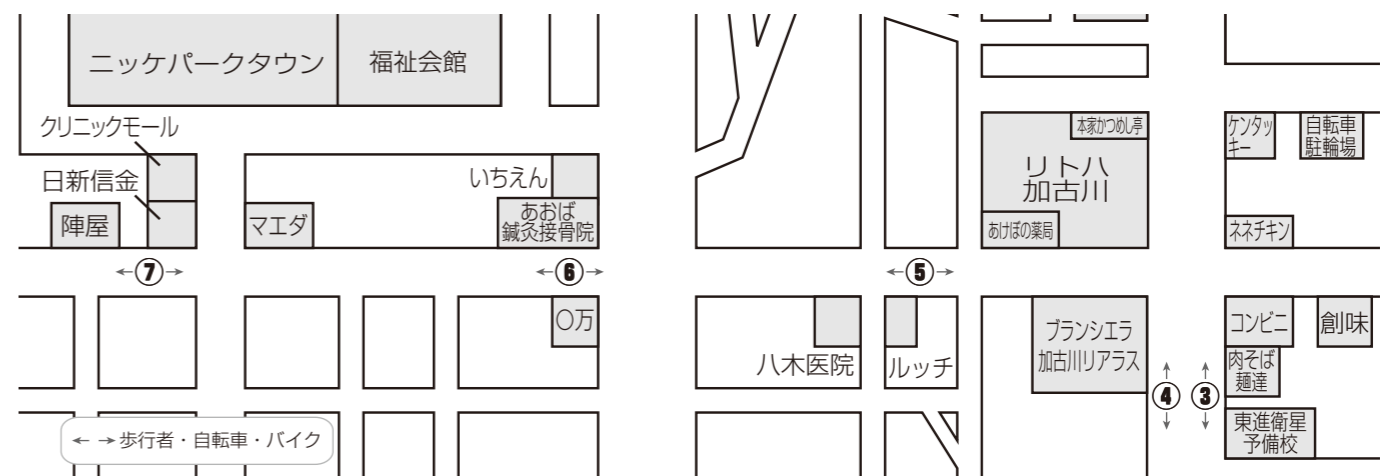 ニッケパークタウン
福祉会館
クリニックモール
日新信金
陣屋
マエダ
いちえん
あおば
鍼灸接骨院
←⑦→
←⑥→
〇万
←⑤→
八木医院
ルッチ
本家かつめし亭
リトハ
加古川
あけぼの薬局
ケンタッ
キー
自転車
駐輪場
ネネチキン
ブランシエラ
加古川リアラス
コンビニ
創味
肉そば
麺達
↑
④
↓
↑
③
↓
東進衛星
予備校
← →歩行者・自転車・バイク